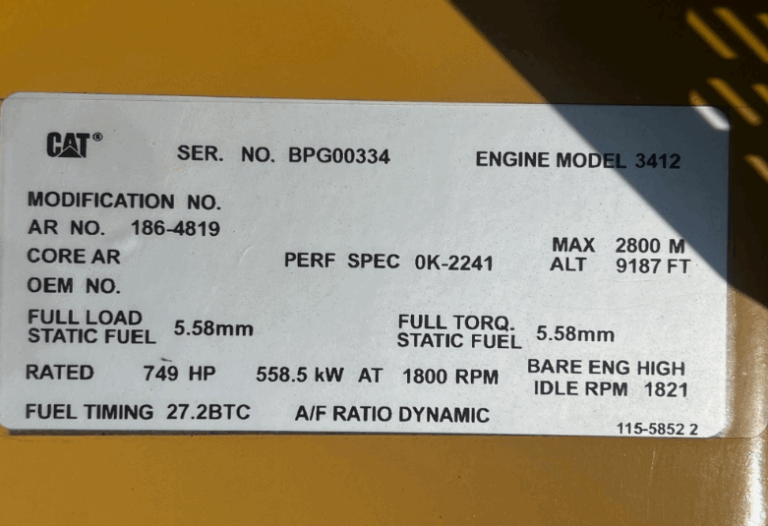 CAT®
SER. NO. BPG00334 ENGINE MODEL 3412
MODIFICATION NO.
AR NO. 186-4819
CORE AR PERF SPEC 0K-2241 MAX 2800 M
ALT 9187 FT
OEM NO.
FULL LOAD
STATIC FUEL 5.58mm
FULL TORQ.
STATIC FUEL 5.58mm
RATED 749 HP 558.5 kW AT 1800 RPM
BARE ENG HIGH
IDLE RPM 1821
FUEL TIMING 27.2BTC A/F RATIO DYNAMIC
115-5852 2